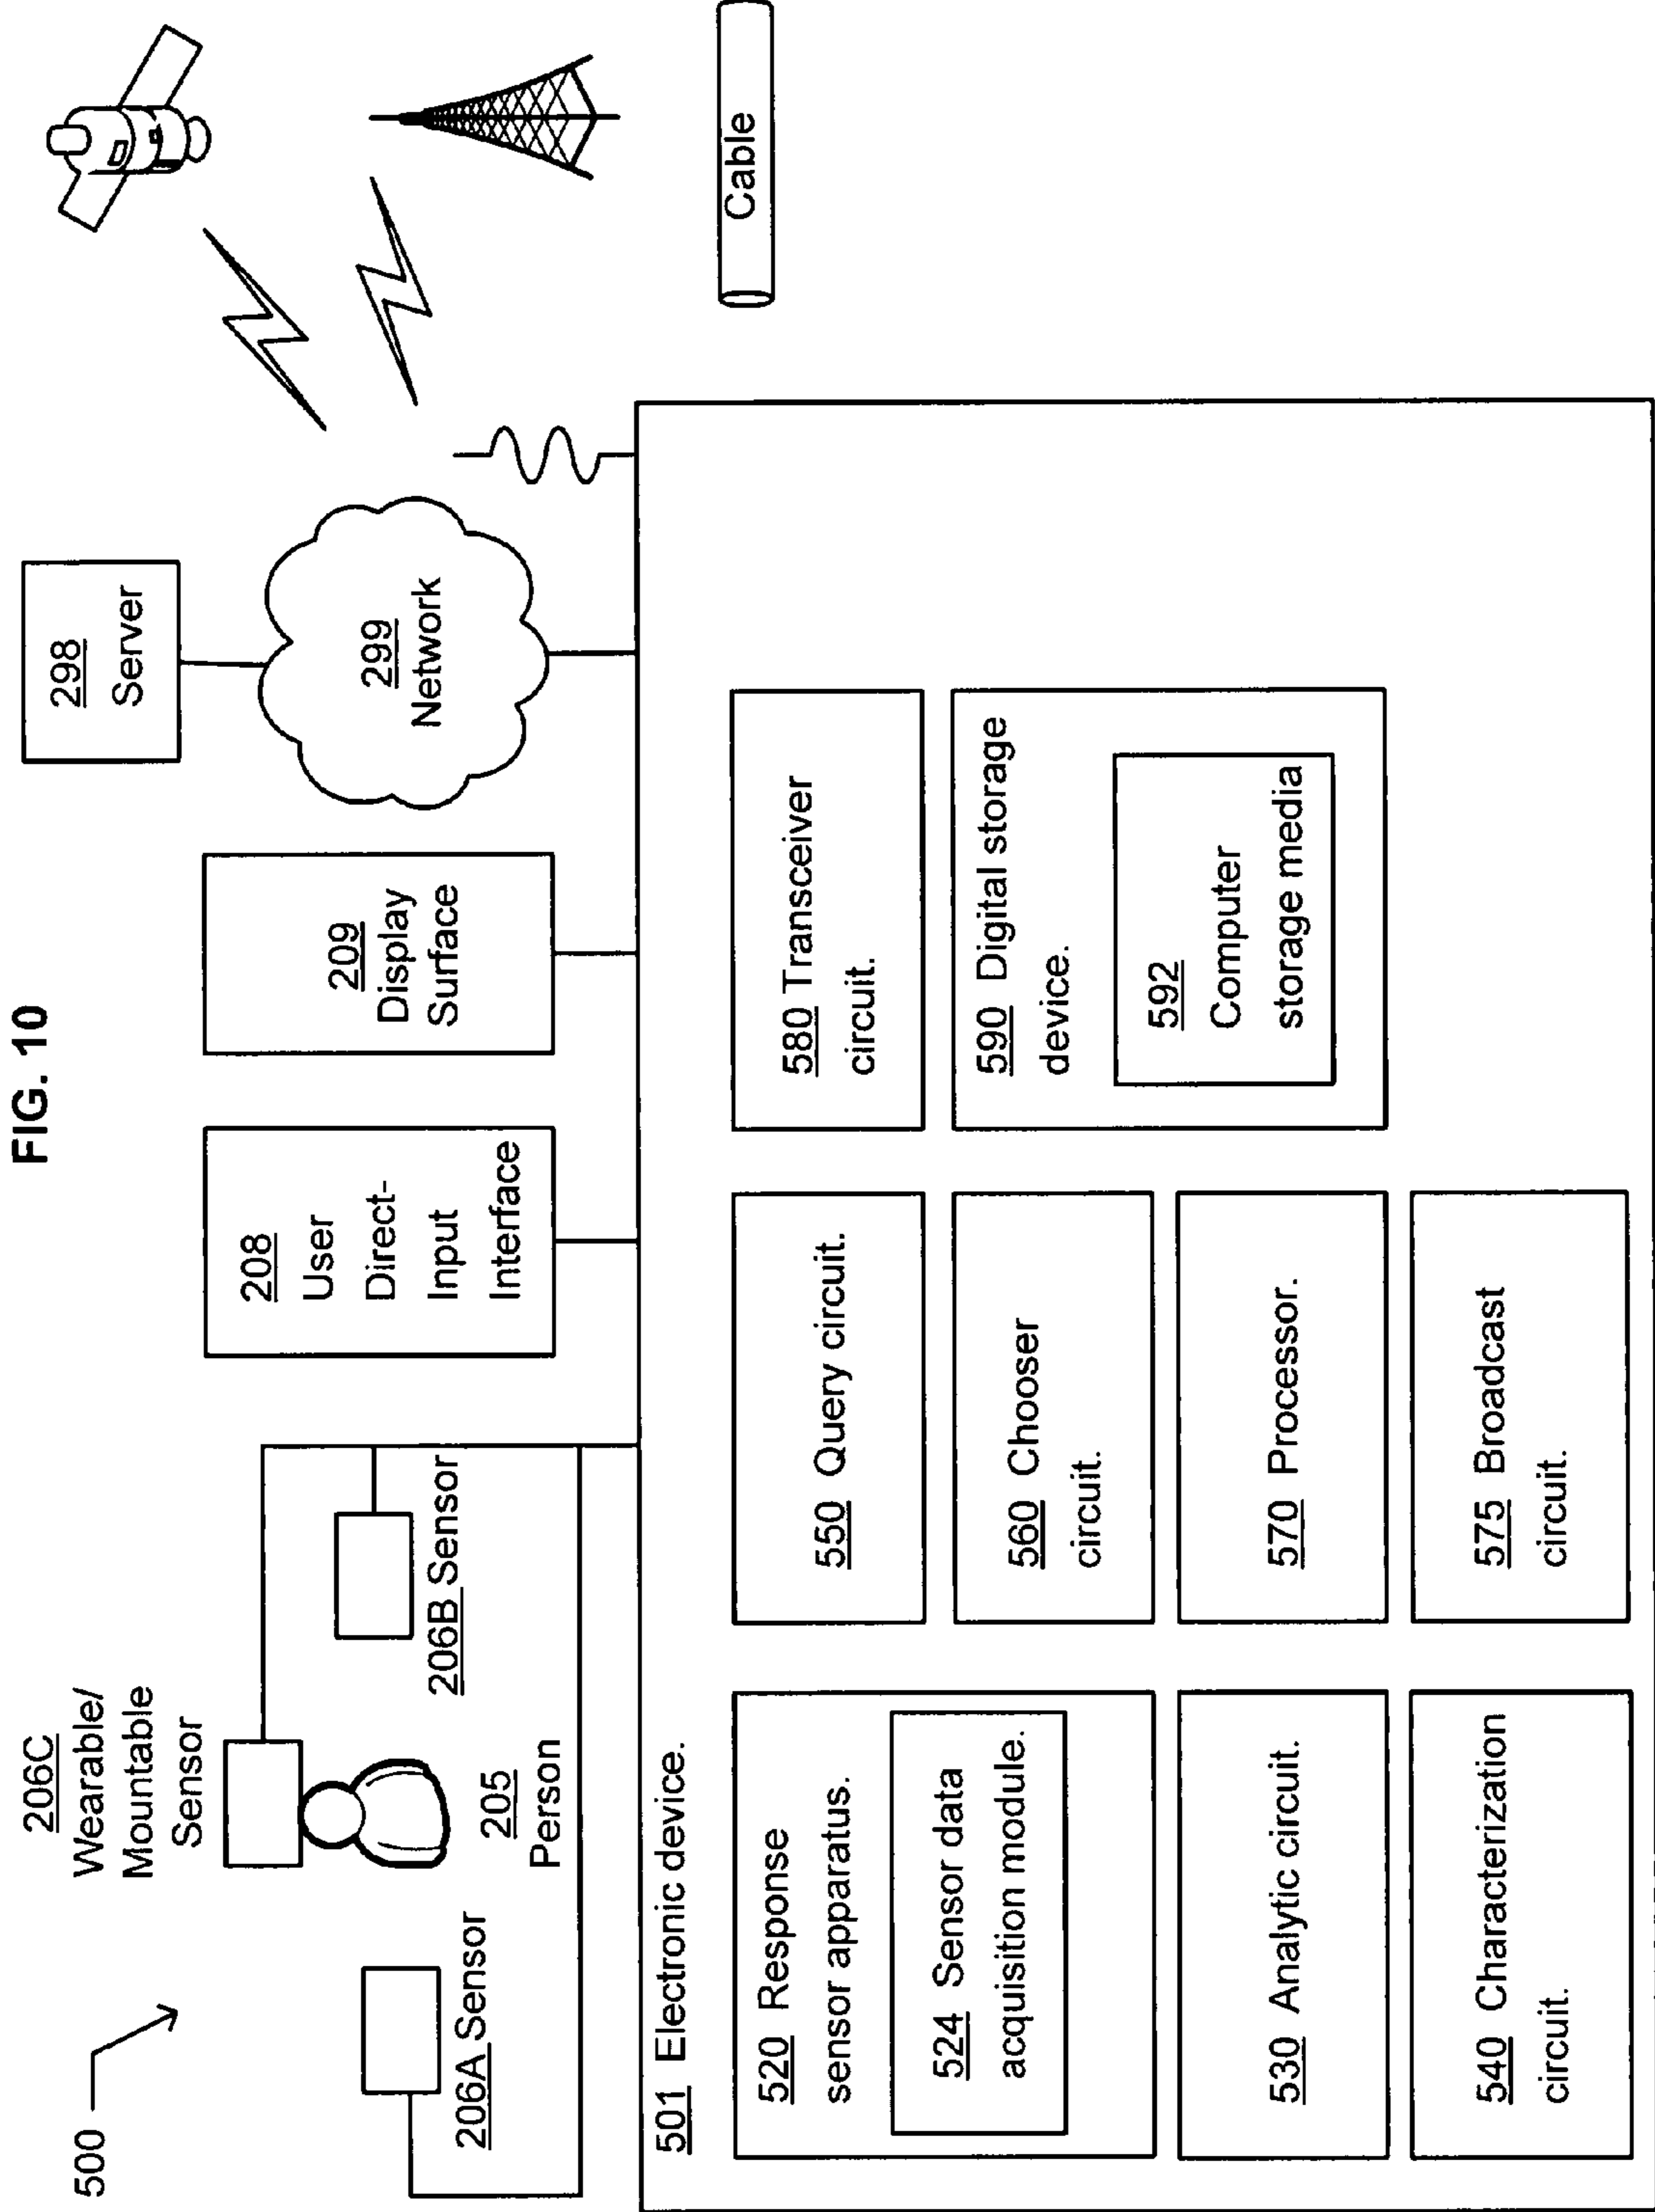 FIG. 10
500
206C
Wearable/
Mountable
Sensor
206A Sensor
205
Person
206B Sensor
208
User
Direct-
Input
Interface
209
Display
Surface
298
Server
299
Network
Cable
501 Electronic device.
520 Response
sensor apparatus.
524 Sensor data
acquisition module.
530 Analytic circuit.
540 Characterization
circuit.
550 Query circuit.
560 Chooser
circuit.
570 Processor.
575 Broadcast
circuit.
580 Transceiver
circuit.
590 Digital storage
device.
592
Computer
storage media